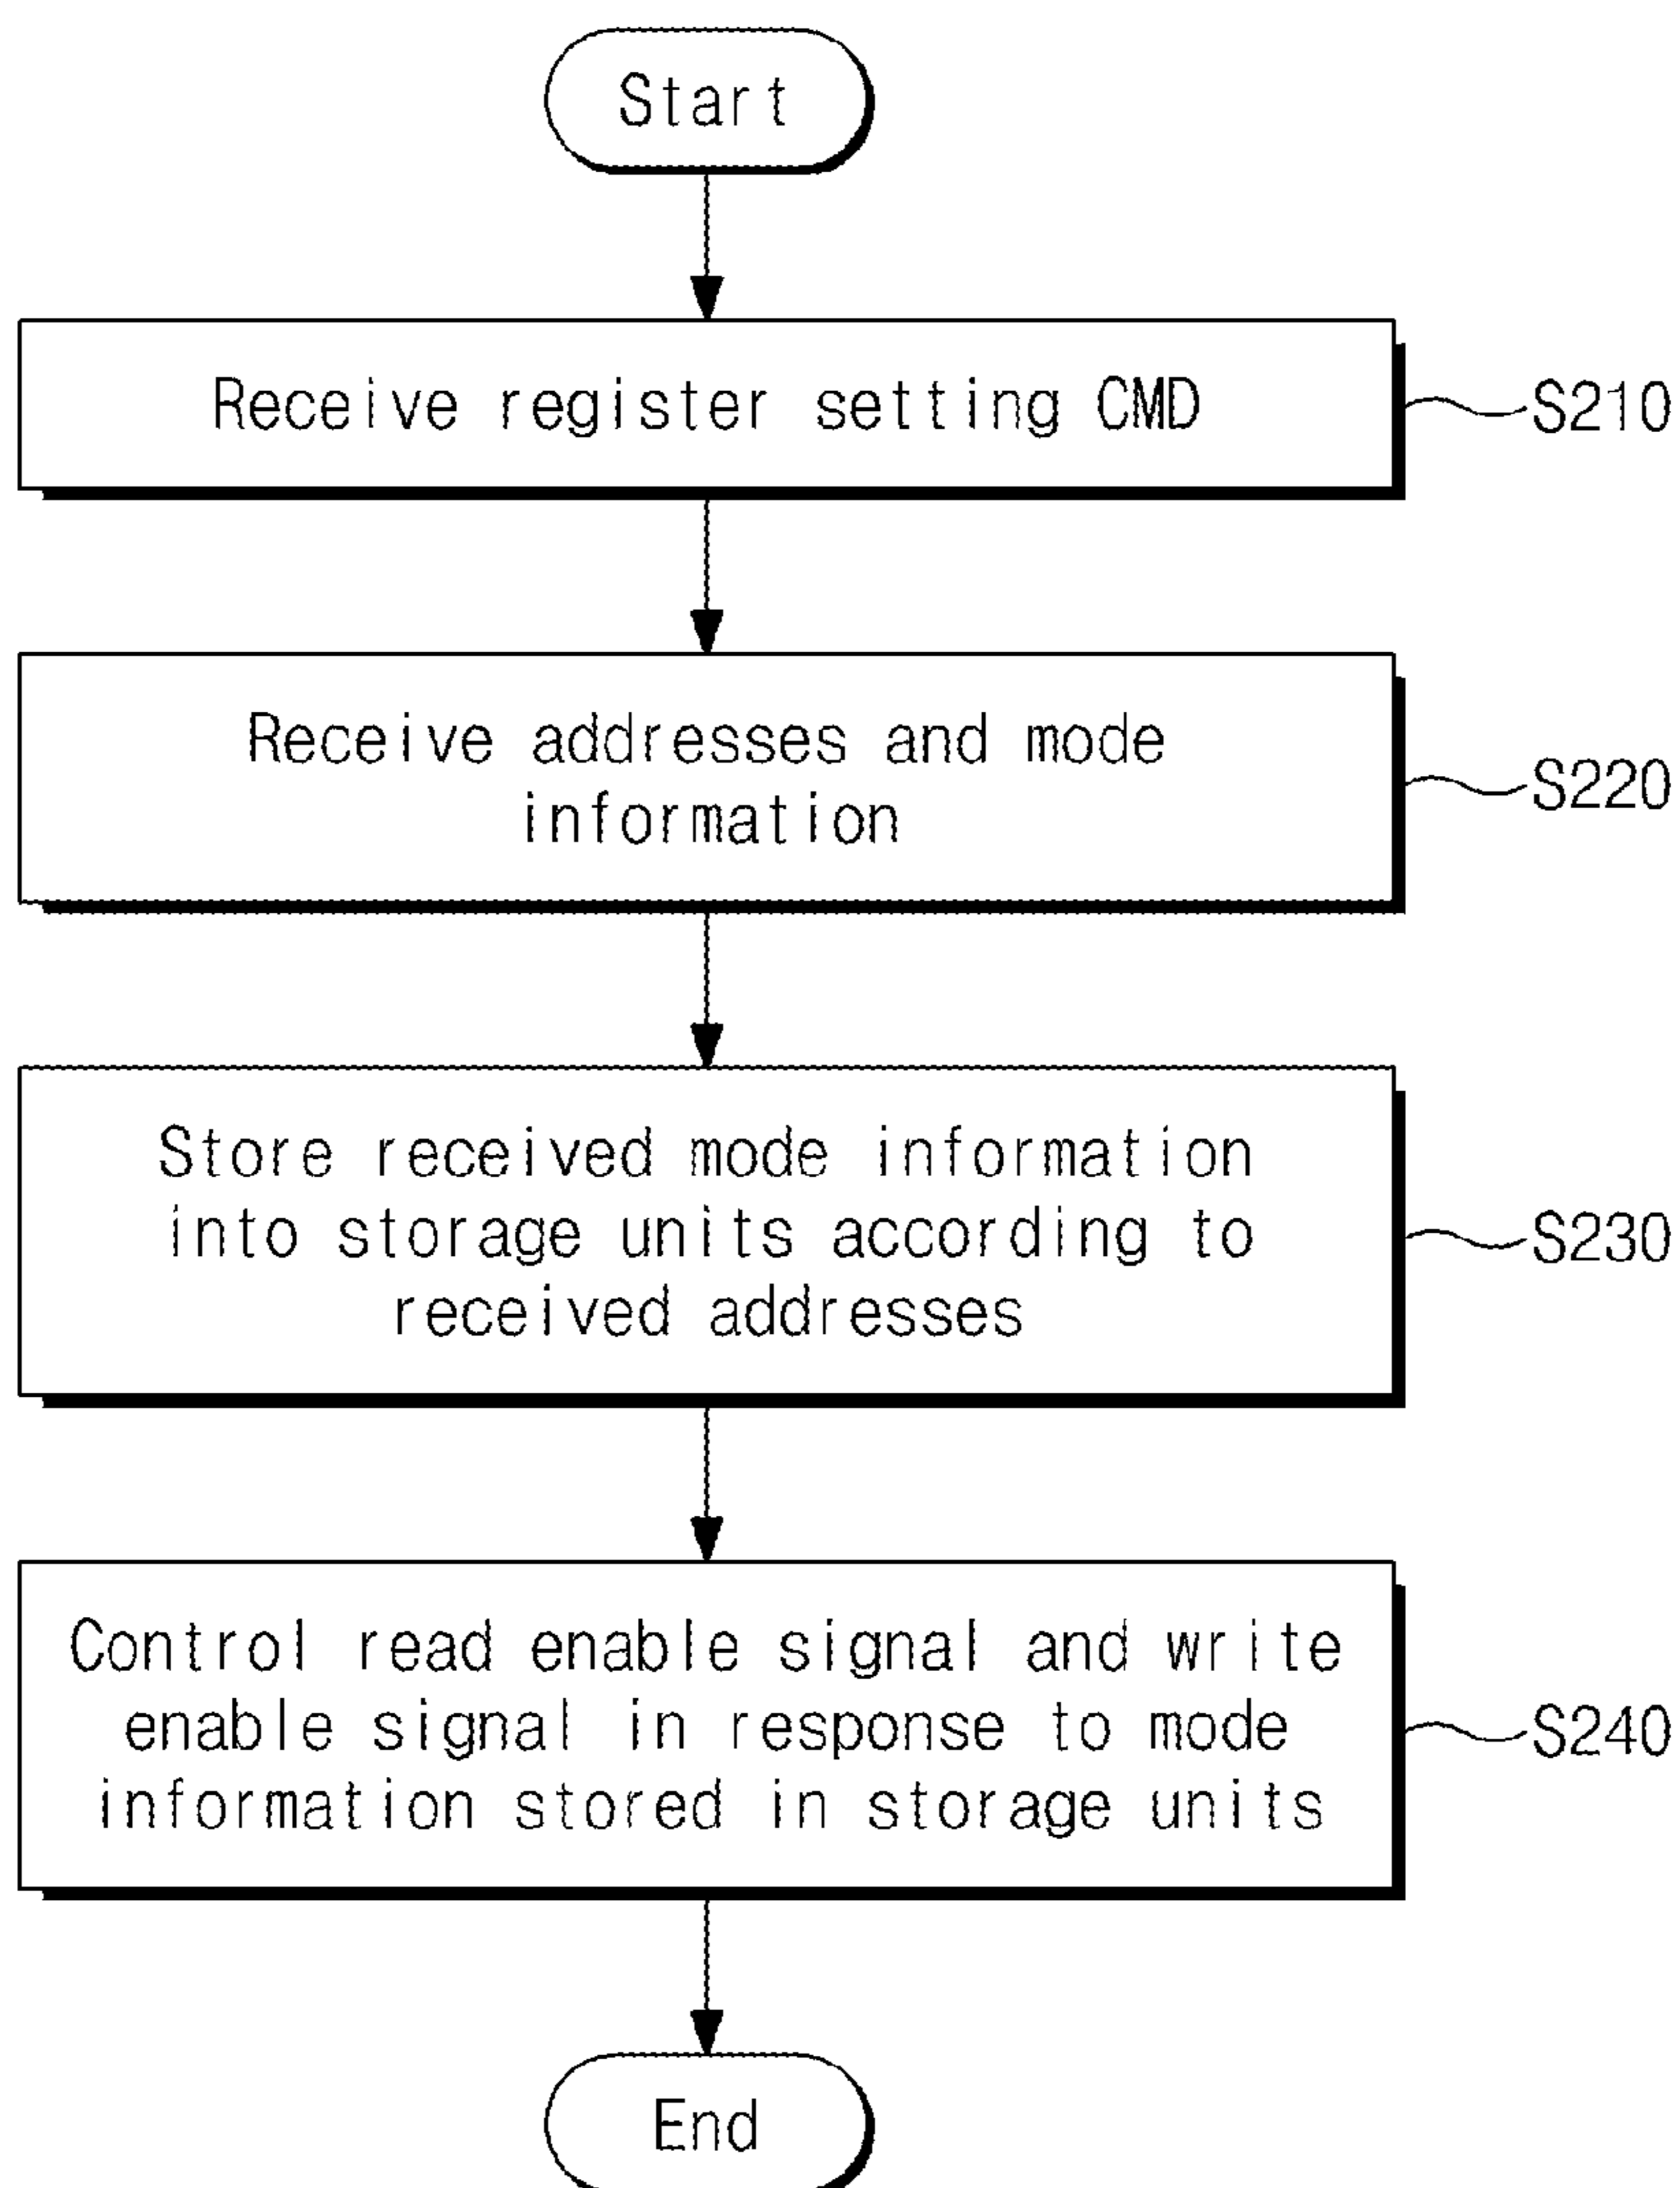 Start
Receive register setting CMD
S210
Receive addresses and mode
information
S220
Store received mode information
into storage units according to
received addresses
S230
Control read enable signal and write
enable signal in response to mode
information stored in storage units
S240
End